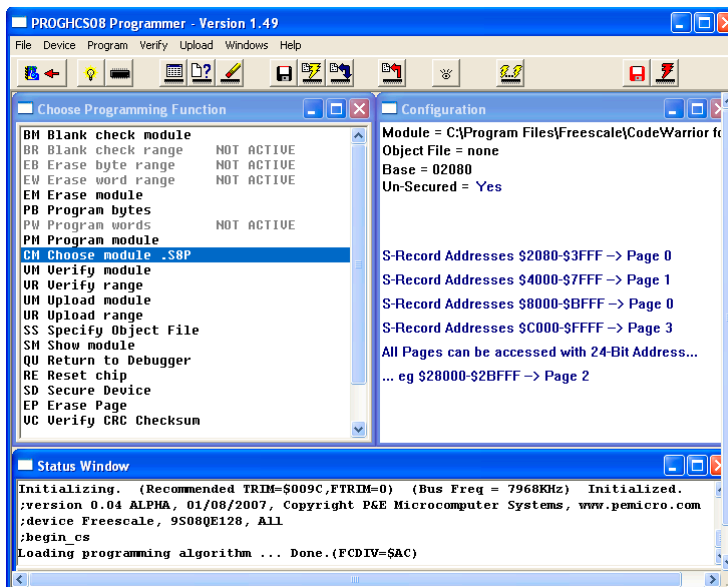 PROGHCS08 Programmer - Version 1.49
File Device Program Verify Upload Windows Help
Choose Programming Function
BM Blank check module
BR Blank check range NOT ACTIVE
EB Erase byte range NOT ACTIVE
EW Erase word range NOT ACTIVE
EM Erase module
PB Program bytes
PW Program words NOT ACTIVE
PM Program module
CM Choose module .S8P
VM Verify module
VR Verify range
UM Upload module
UR Upload range
SS Specify Object File
SM Show module
QU Return to Debugger
RE Reset chip
SD Secure Device
EP Erase Page
VC Verify CRC Checksum
Configuration
Module = C:\Program Files\Freescale\CodeWarrior fo
Object File = none
Base = 02080
Un-Secured = Yes
S-Record Addresses $2080-$3FFF --> Page 0
S-Record Addresses $4000-$7FFF --> Page 1
S-Record Addresses $8000-$BFFF --> Page 0
S-Record Addresses $C000-$FFFF --> Page 3
All Pages can be accessed with 24-Bit Address...
... eg $28000-$2BFFF --> Page 2
Status Window
Initializing. (Recommended TRIM=$009C,FTRIM=0) (Bus Freq = 7968KHz) Initialized.
;version 0.04 ALPHA, 01/08/2007, Copyright P&E Microcomputer Systems, www.pemicro.com
;device Freescale, 9S08QE128, All
;begin_cs
Loading programming algorithm ... Done.(FCDIV=$AC)